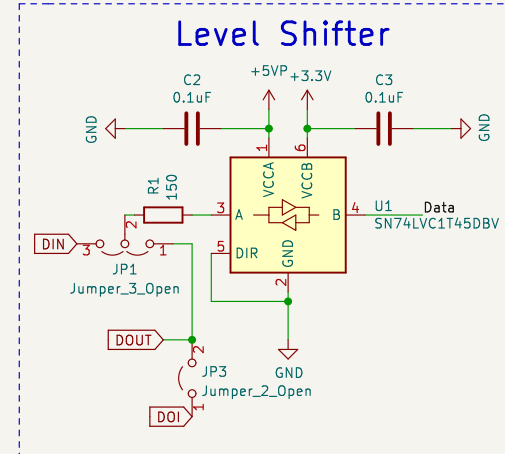 Level Shifter
C2
0.1uF
+5VP
+3.3V
C3
0.1uF
GND
GND
1
6
VCCA
VCCB
R1
150
2
3
A
B
4
U1
Data
SN74LVC1T45DBV
DIN
3
1
5
DIR
GND
JP1
Jumper_3_Open
2
DOUT
2
GND
JP3
Jumper_2_Open
DOI
1